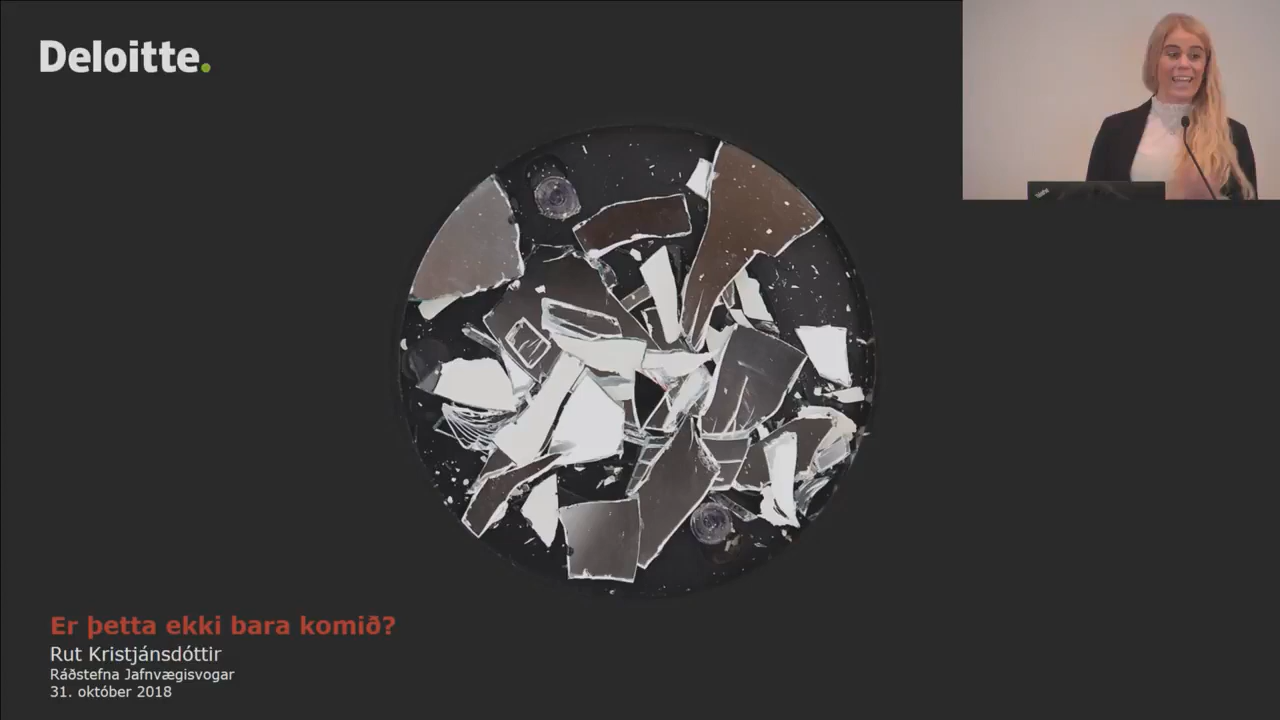 Deloitte.
Er þetta ekki bara komið?
Rut Kristjánsdóttir
Ráðstefna Jafnvægisvogar
31. október 2018